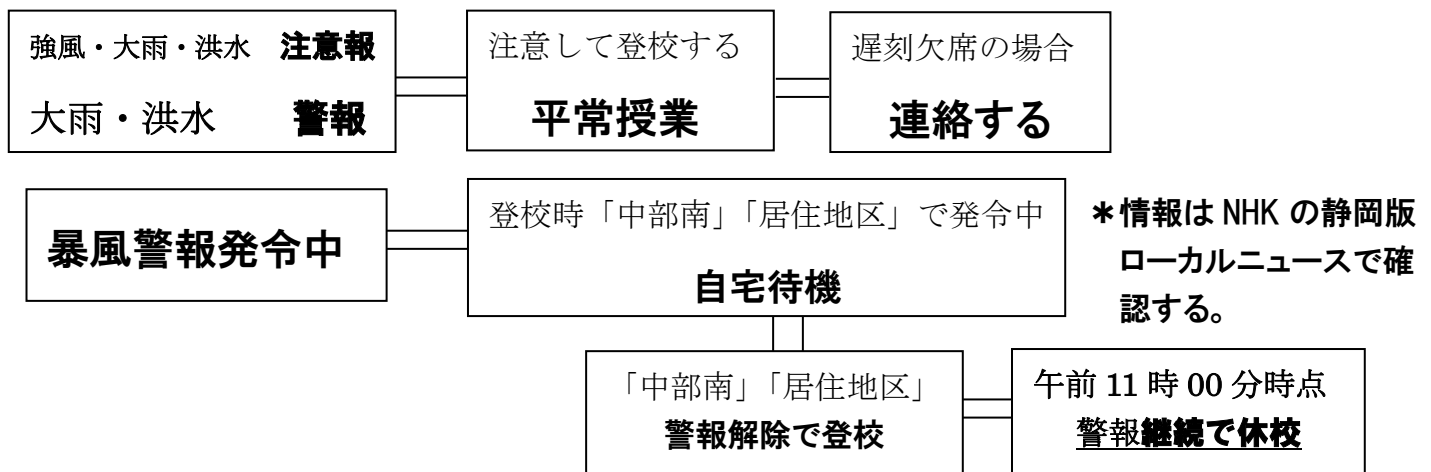 強風・大雨・洪水　注意報
大雨・洪水　警報
注意して登校する
平常授業
遅刻欠席の場合
連絡する
暴風警報発令中
登校時「中部南」「居住地区」で発令中
自宅待機
＊情報は NHK の静岡版
ローカルニュースで確
認する。
「中部南」「居住地区」
警報解除で登校
午前 11 時 00 分時点
警報継続で休校